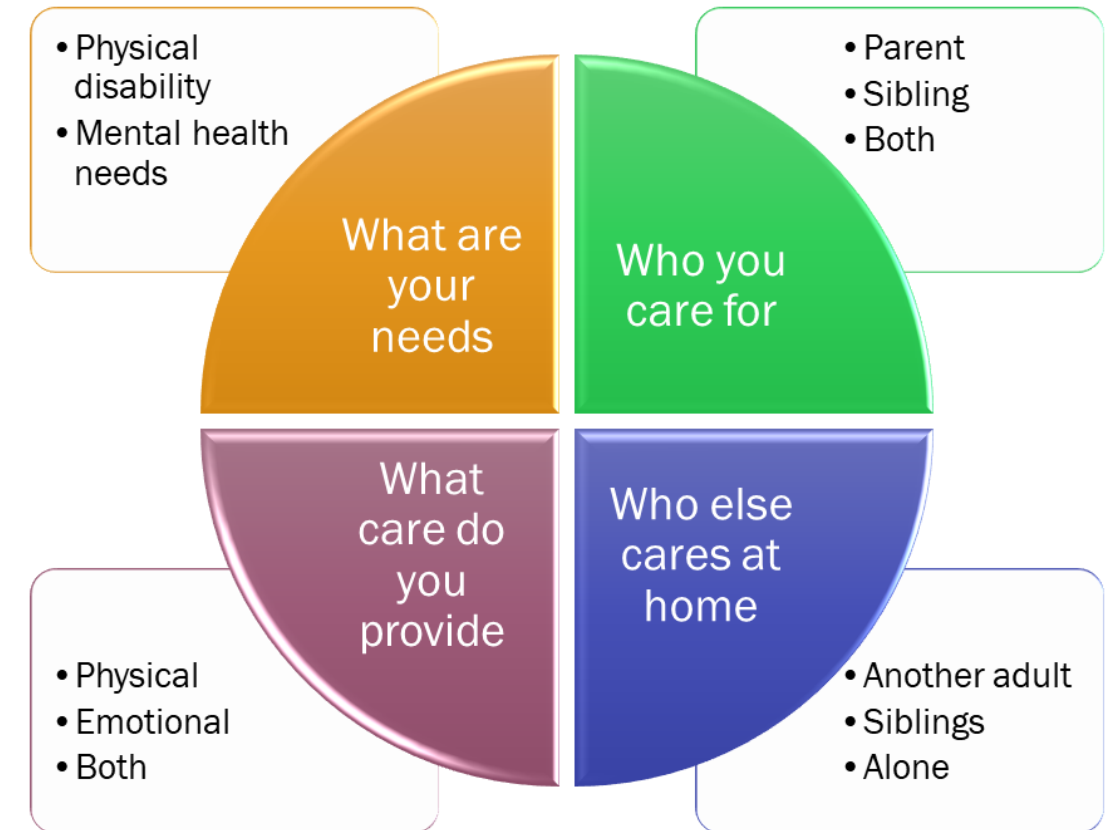 • Physical
disability
• Mental health
needs
What are
your
needs
• Parent
• Sibling
• Both
Who you
care for
What
care do
you
provide
• Physical
• Emotional
• Both
Who else
cares at
home
• Another adult
• Siblings
• Alone